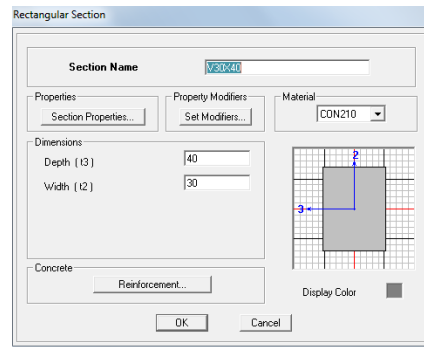 Rectangular Section
Section Name V30X40
Properties Property Modifiers Material
Section Properties... Set Modifiers... CON210
Dimensions
Depth ( t3 ) 40
Width ( t2 ) 30
2
3
Concrete
Reinforcement...
Display Color
OK Cancel